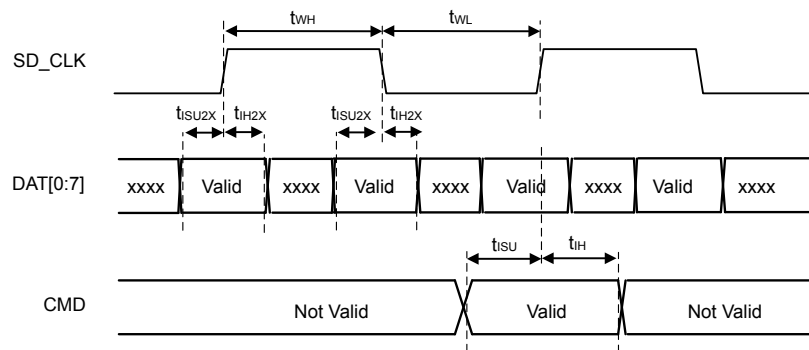 tWH tWL
SD_CLK
tISU2X tIH2X tISU2X tIH2X
DAT[0:7] xxxx Valid xxxx Valid xxxx Valid xxxx Valid xxxx
tISU tIH
CMD Not Valid Valid Not Valid